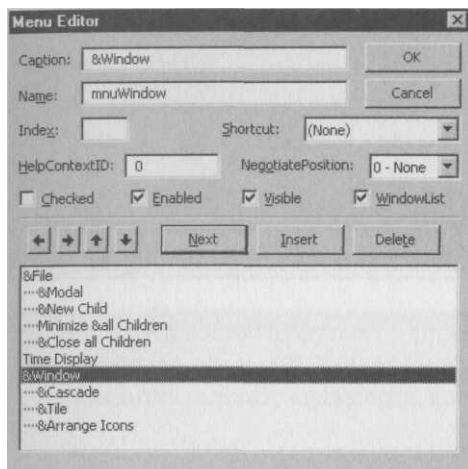 Menu Editor
Caption: &Window
OK
Name: mnuWindow
Cancel
Index:
Shortcut: (None)
HelpContextID: 0
NegotiatePosition: 0 - None
Checked Enabled Visible WindowList
Next Insert Delete
&File
····&Modal
····&New Child
····Minimize &all Children
····&Close all Children
Time Display
&Window
····&Cascade
····&Tile
····&Arrange Icons